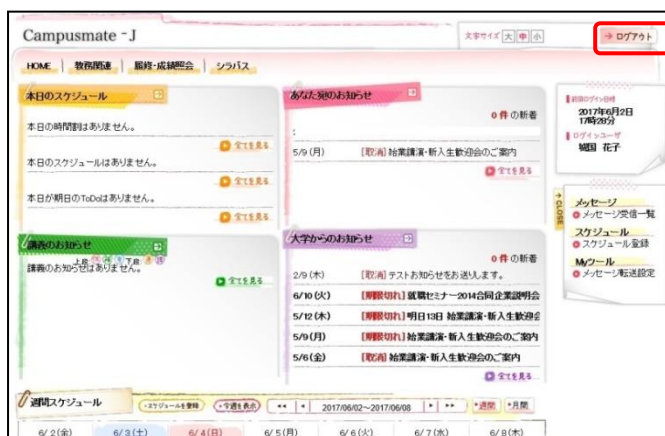 Campusmate -J
文字サイズ 大 中 小
ログアウト
HOME 教務関連 履修・成績照会 シラバス
本日のスケジュール
本日の時間割はありません。
全てを見る
本日のスケジュールはありません。
全てを見る
本日が期日のToDoはありません。
全てを見る
あなた宛のお知らせ
0 件 の新着
:
5/9 (月) [取消] 始業講演・新入生歓迎会のご案内
全てを見る
前回ログイン日時
2017年6月2日
17時28分
ログインユーザ
城国 花子
CLOSE
メッセージ
メッセージ受信一覧
スケジュール
スケジュール登録
Myツール
メッセージ転送設定
講義のお知らせ
講義のお知らせはありません。
全てを見る
大学からのお知らせ
0 件 の新着
2/9 (木) [取消] テストお知らせをお送りします。
6/10 (火) [期限切れ] 就職セミナー2014合同企業説明会
5/12 (木) [期限切れ] 明日13日 始業講演・新入生歓迎会
5/9 (月) [期限切れ] 始業講演・新入生歓迎会のご案内
5/6 (金) [取消] 始業講演・新入生歓迎会のご案内
全てを見る
週間スケジュール
スケジュールを登録
今週を表示
2017/06/02～2017/06/08
週間 月間
6/ 2 (金) 6/ 3 (土) 6/ 4 (日) 6/ 5 (月) 6/ 6 (火) 6/ 7 (水) 6/ 8 (木)